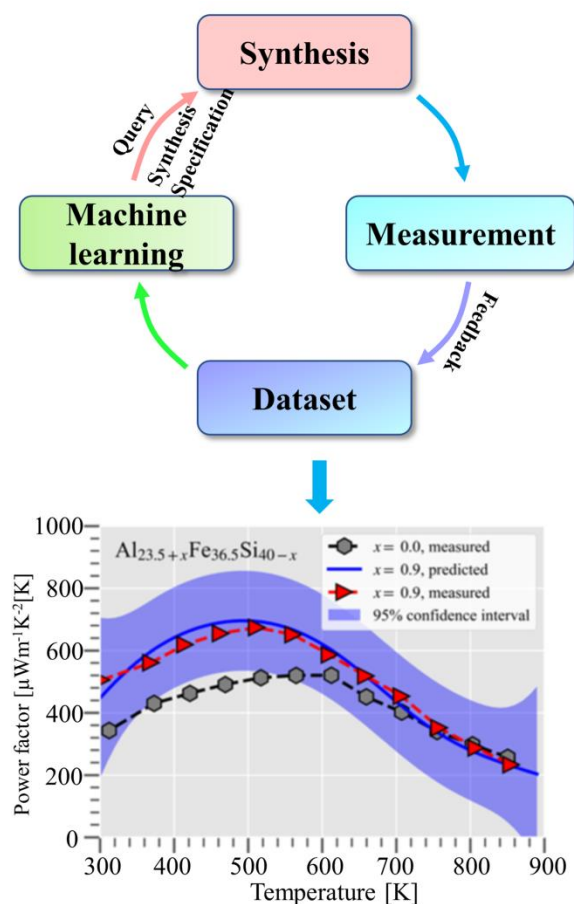 Synthesis
Query
Synthesis
Specification
Machine
learning
Measurement
Feedback
Dataset
Al23.5+xFe36.5Si40−x
x = 0.0, measured
x = 0.9, predicted
x = 0.9, measured
95% confidence interval
Power factor [μWm-1K-2[K]
1000
800
600
400
200
0
300 400 500 600 700 800 900
Temperature [K]